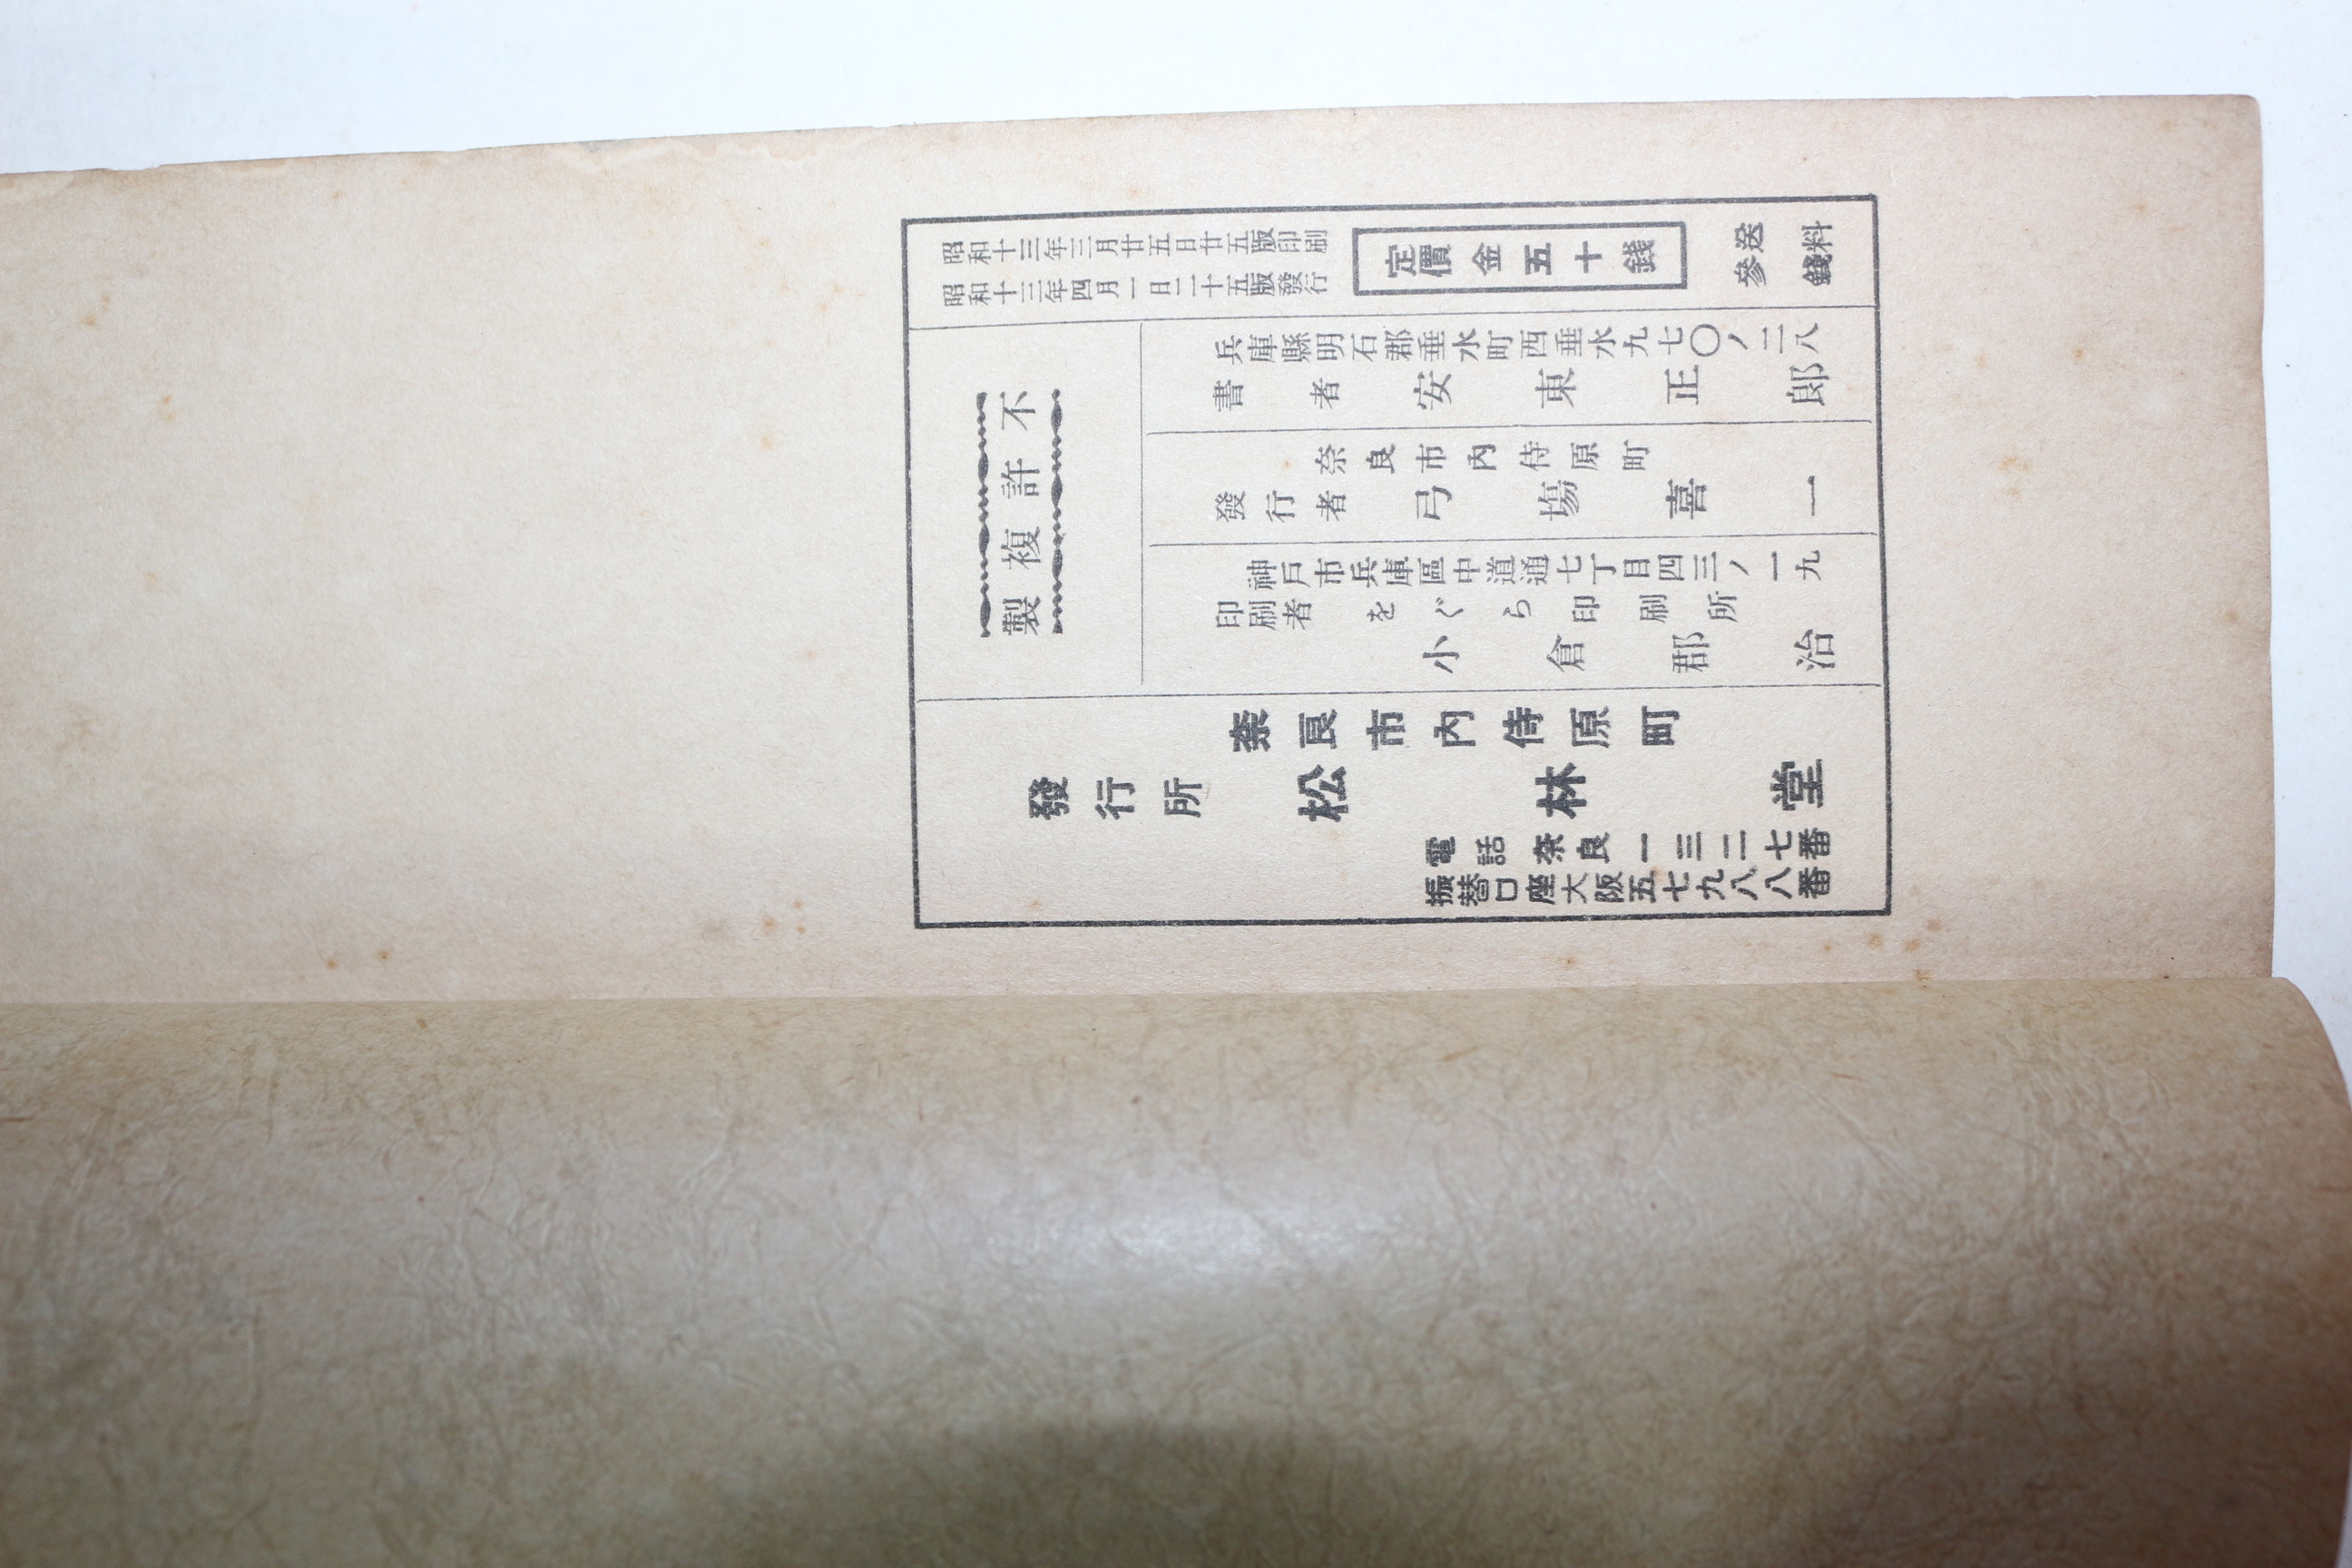 昭和十三年三月廿五日廿五版印刷
昭和十三年四月一日二十五版發行
定價金五十錢
送料
參錢
不許複製
兵庫縣明石郡垂水町西垂水九七〇ノ二八
書者 安東正郎
奈良市內侍原町
發行者 弓場喜一
神戶市兵庫區中道通七丁目四三ノ一九
印刷者 をぐら印刷所
小倉郡治
奈良市內侍原町
發行所 松林堂
電話奈良一三二七番
振替口座大阪五七九八八番